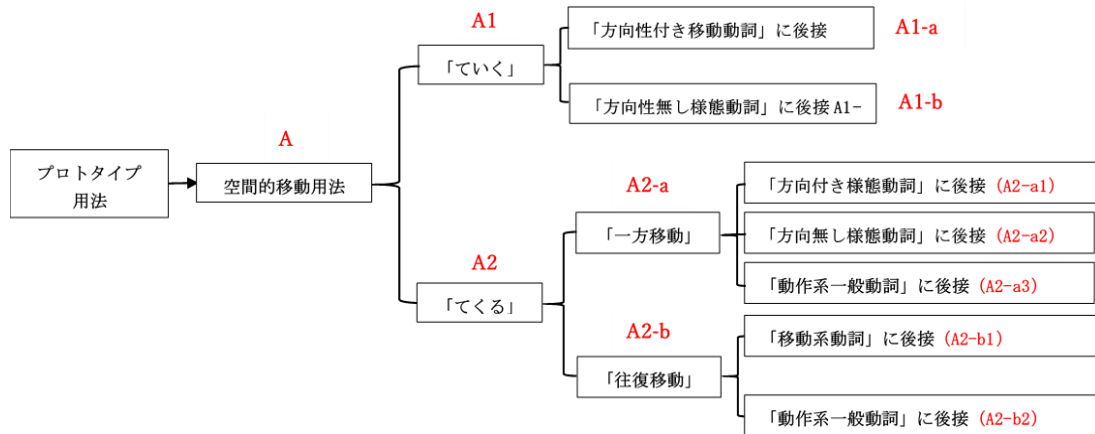 A1
「方向性付き移動動詞」に後接
A1-a
「ていく」
「方向性無し様態動詞」に後接 A1-
A1-b
A
プロトタイプ
用法
空間的移動用法
A2-a
「方向付き様態動詞」に後接 (A2-a1)
「一方移動」
「方向無し様態動詞」に後接 (A2-a2)
A2
「動作系一般動詞」に後接 (A2-a3)
「てくる」
A2-b
「移動系動詞」に後接 (A2-b1)
「往復移動」
「動作系一般動詞」に後接 (A2-b2)